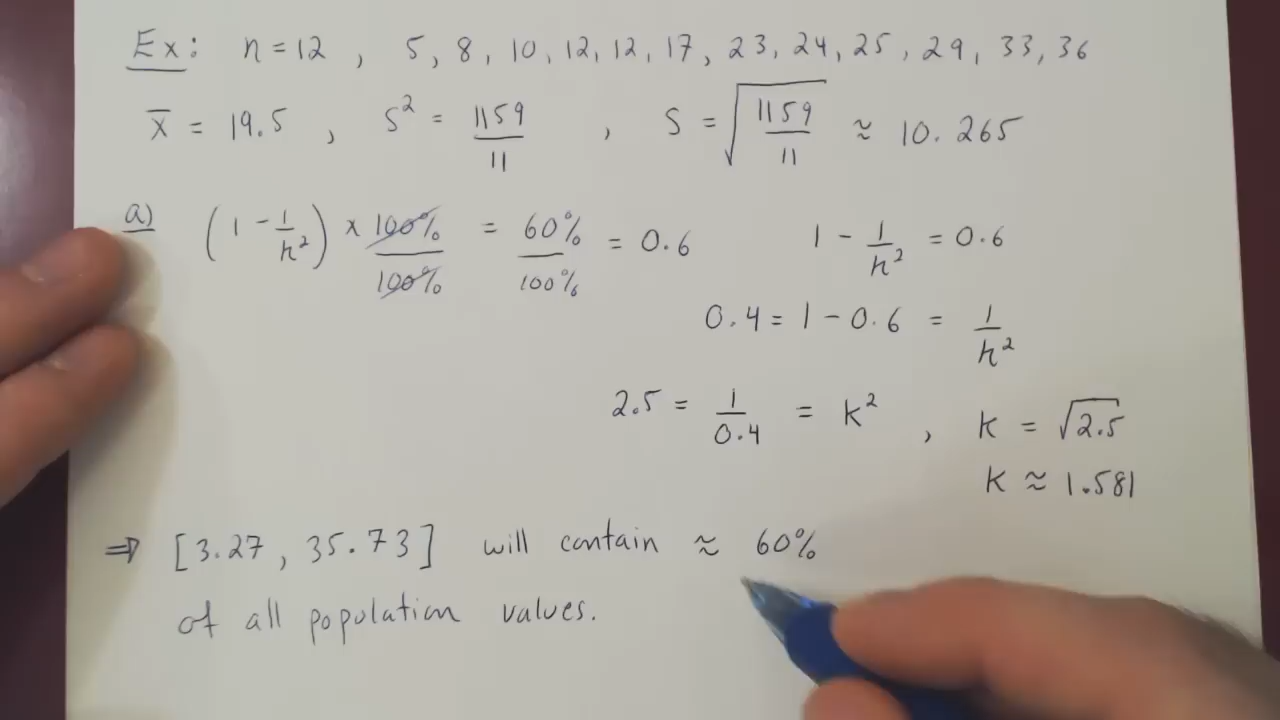 Ex: n = 12 , 5, 8, 10, 12, 12, 17, 23, 24, 25, 29, 33, 36
x̄ = 19.5 , s² = 1159/11 , s = √(1159/11) ≈ 10.265
a) (1 - 1/k²) × 100%/100% = 60%/100% = 0.6
1 - 1/k² = 0.6
0.4 = 1 - 0.6 = 1/k²
2.5 = 1/0.4 = k² , k = √2.5
k ≈ 1.581
⇒ [3.27, 35.73] will contain ≈ 60%
of all population values.